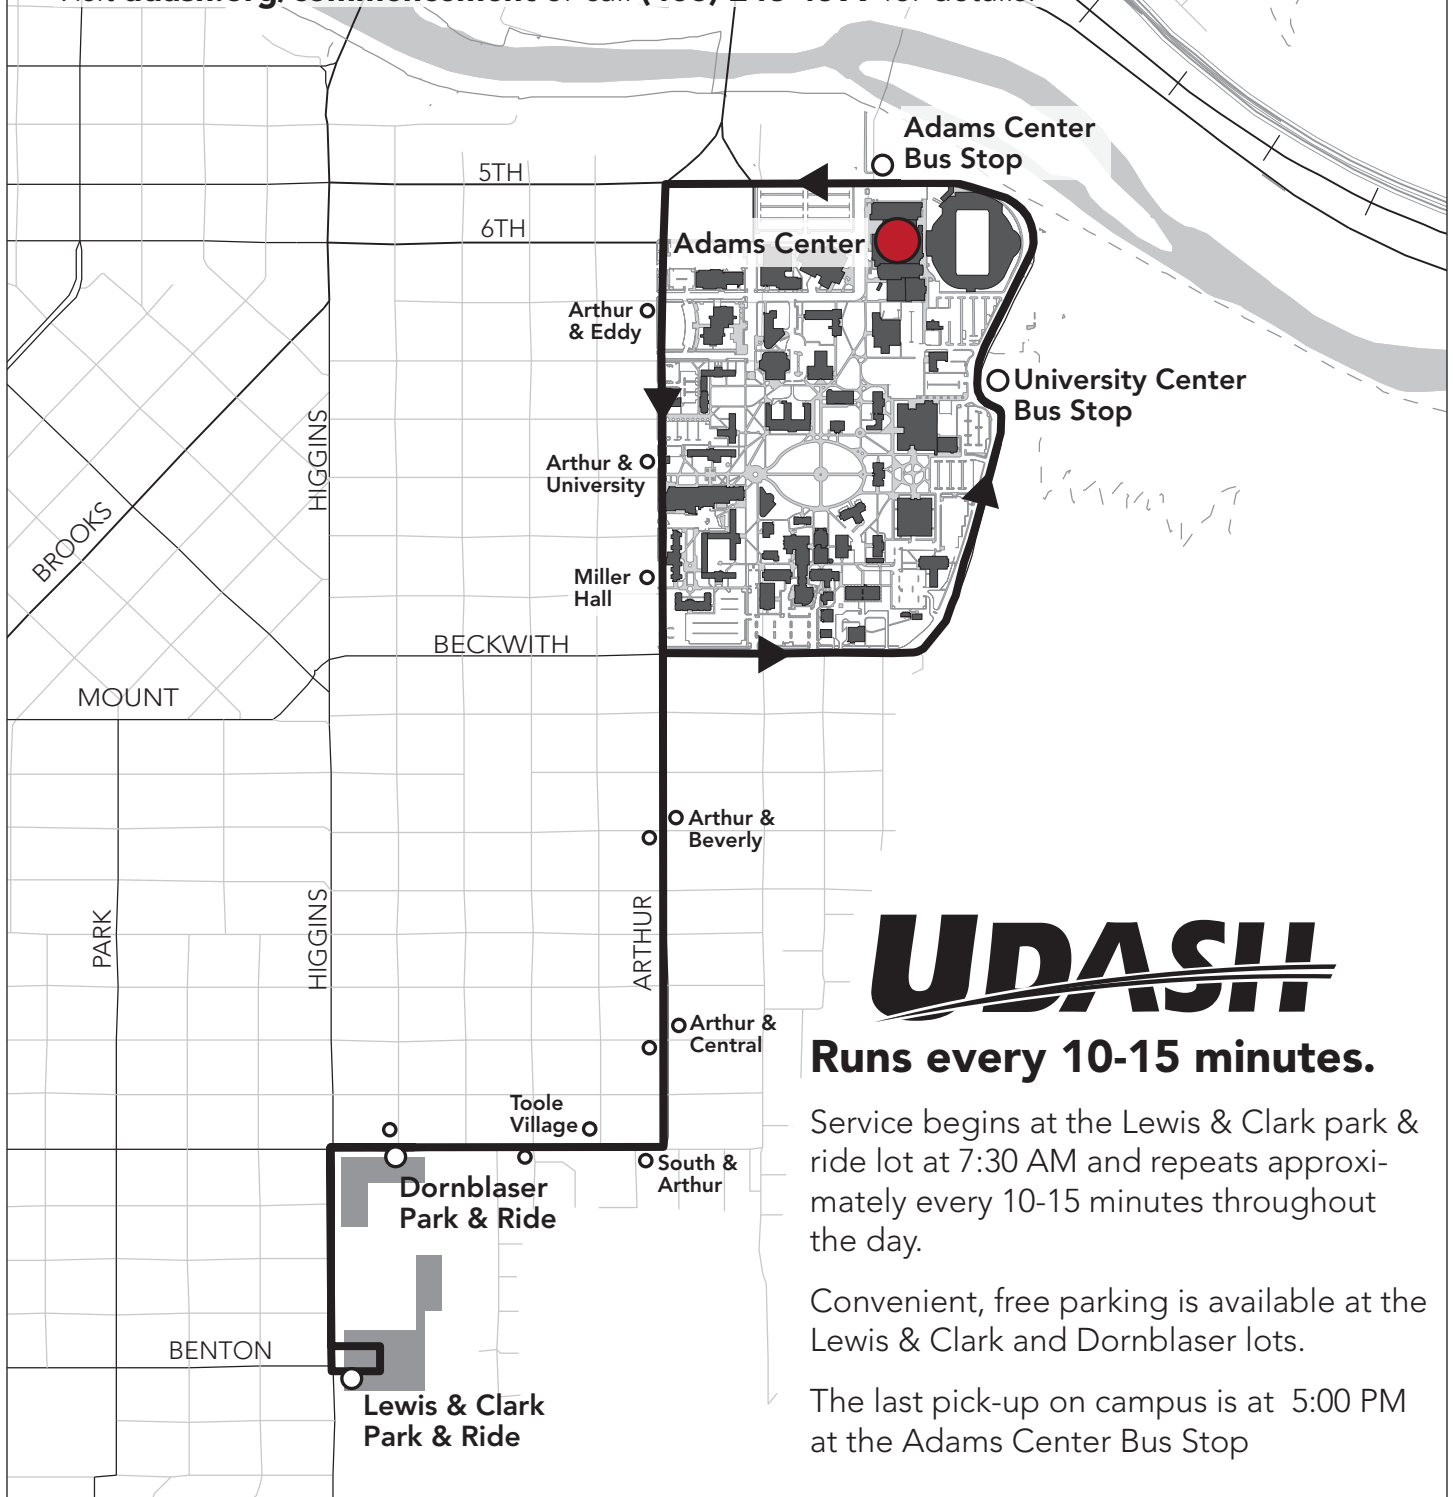 Adams Center
Bus Stop
5TH
6TH
Adams Center
Arthur
& Eddy
University Center
Bus Stop
HIGGINS
Arthur &
University
BROOKS
Miller
Hall
BECKWITH
MOUNT
Arthur &
Beverly
PARK
HIGGINS
ARTHUR
UDASH
Arthur &
Central
Runs every 10-15 minutes.
Toole
Village
Service begins at the Lewis & Clark park &
ride lot at 7:30 AM and repeats approxi-
mately every 10-15 minutes throughout
the day.
South &
Arthur
Dornblaser
Park & Ride
Convenient, free parking is available at the
Lewis & Clark and Dornblaser lots.
BENTON
Lewis & Clark
Park & Ride
The last pick-up on campus is at 5:00 PM
at the Adams Center Bus Stop